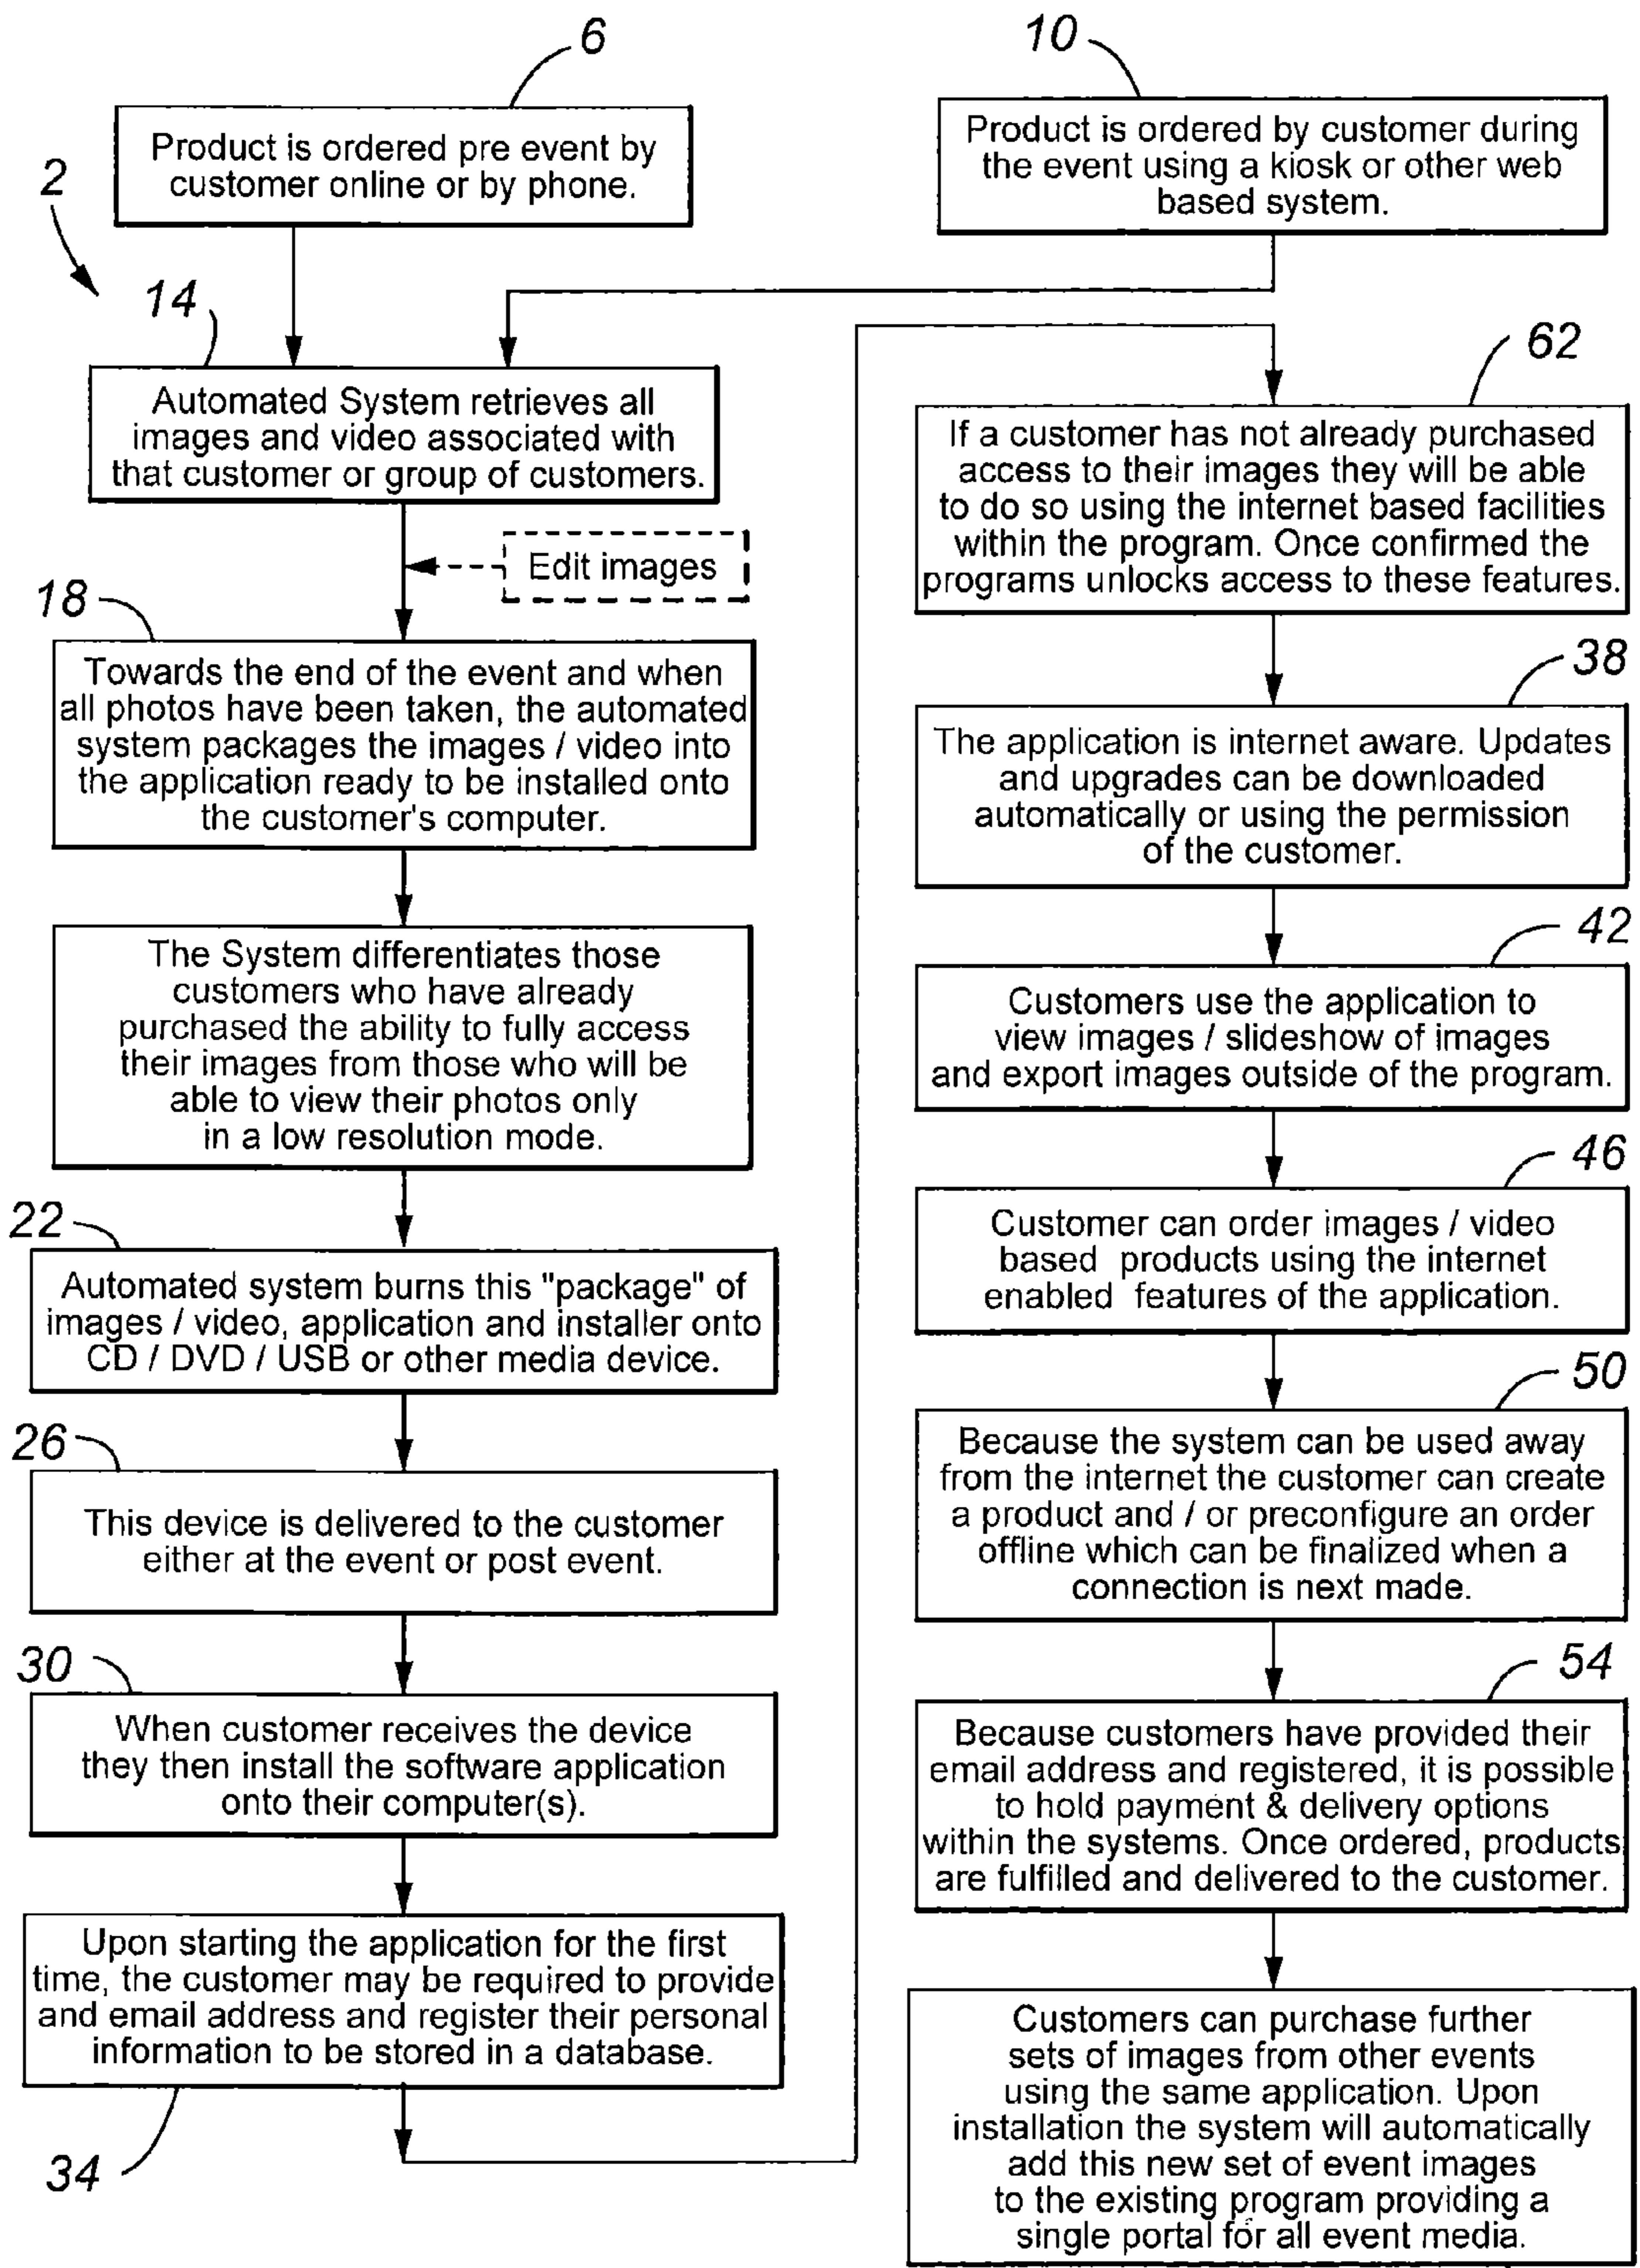 6
Product is ordered pre event by
customer online or by phone.
2
10
Product is ordered by customer during
the event using a kiosk or other web
based system.
14
Automated System retrieves all
images and video associated with
that customer or group of customers.
Edit images
18
Towards the end of the event and when
all photos have been taken, the automated
system packages the images / video into
the application ready to be installed onto
the customer's computer.
The System differentiates those
customers who have already
purchased the ability to fully access
their images from those who will be
able to view their photos only
in a low resolution mode.
22
Automated system burns this "package" of
images / video, application and installer onto
CD / DVD / USB or other media device.
26
This device is delivered to the customer
either at the event or post event.
30
When customer receives the device
they then install the software application
onto their computer(s).
Upon starting the application for the first
time, the customer may be required to provide
and email address and register their personal
information to be stored in a database.
34
62
If a customer has not already purchased
access to their images they will be able
to do so using the internet based facilities
within the program. Once confirmed the
programs unlocks access to these features.
38
The application is internet aware. Updates
and upgrades can be downloaded
automatically or using the permission
of the customer.
42
Customers use the application to
view images / slideshow of images
and export images outside of the program.
46
Customer can order images / video
based products using the internet
enabled features of the application.
50
Because the system can be used away
from the internet the customer can create
a product and / or preconfigure an order
offline which can be finalized when a
connection is next made.
54
Because customers have provided their
email address and registered, it is possible
to hold payment & delivery options
within the systems. Once ordered, products
are fulfilled and delivered to the customer.
Customers can purchase further
sets of images from other events
using the same application. Upon
installation the system will automatically
add this new set of event images
to the existing program providing a
single portal for all event media.